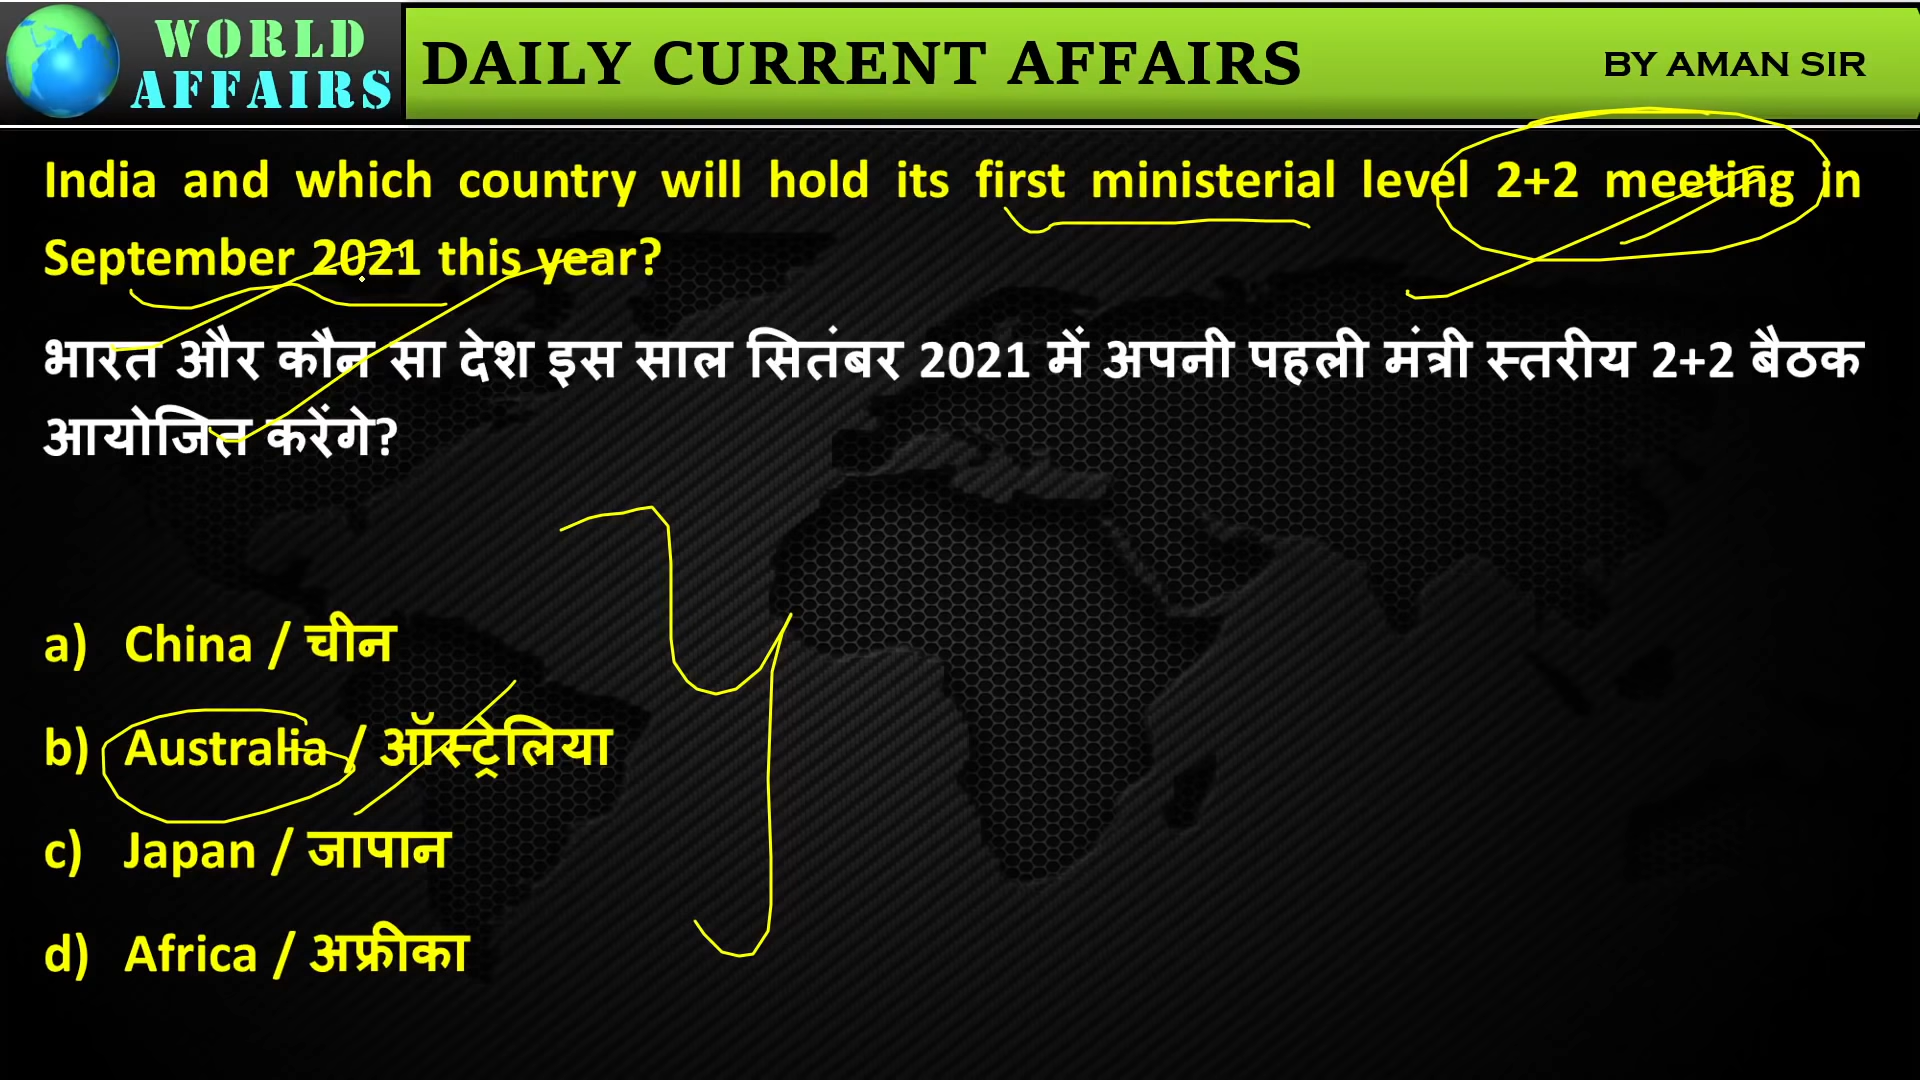 WORLD
AFFAIRS
DAILY CURRENT AFFAIRS
BY AMAN SIR
India and which country will hold its first ministerial level 2+2 meeting in
September 2021 this year?
भारत और कौन सा देश इस साल सितंबर 2021 में अपनी पहली मंत्री स्तरीय 2+2 बैठक
आयोजित करेंगे?
a) China / चीन
b) Australia / ऑस्ट्रेलिया
c) Japan / जापान
d) Africa / अफ्रीका